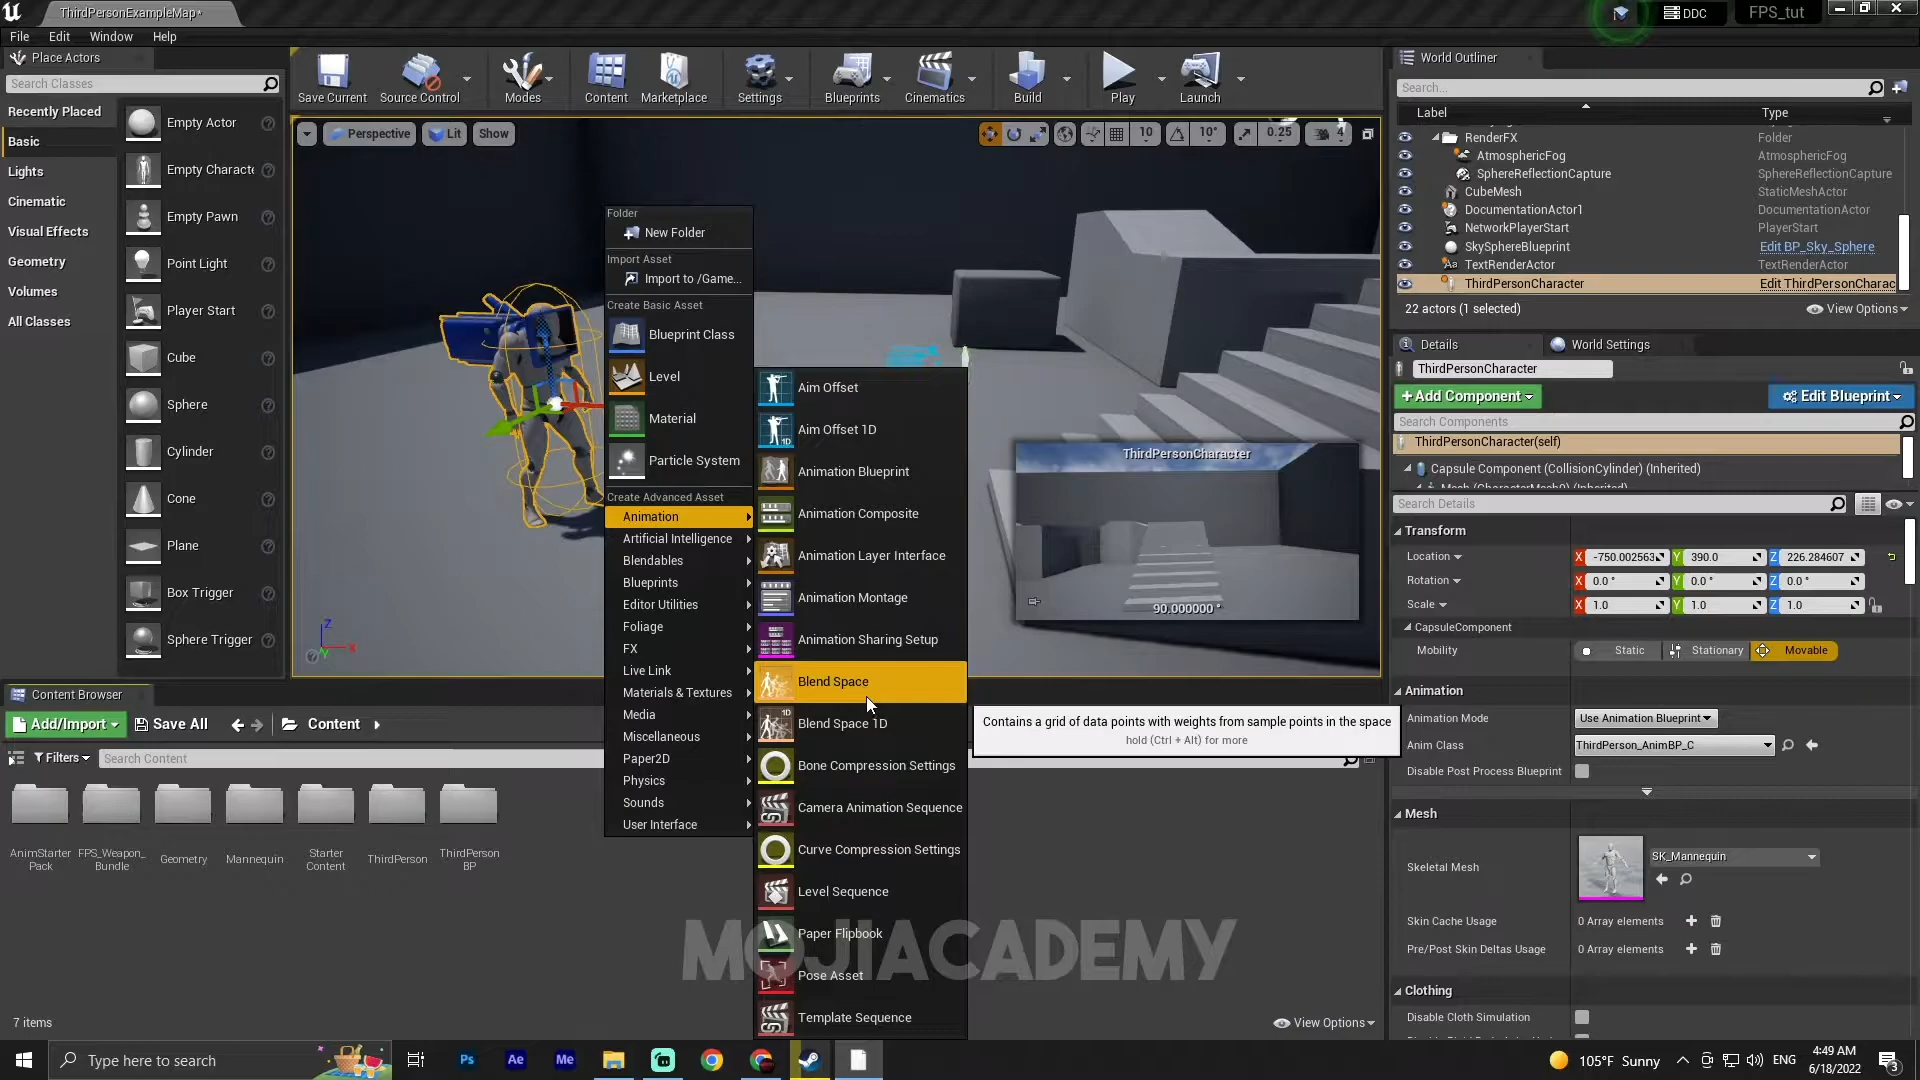 ThirdPersonExampleMap*
DDC
FPS_tut
File Edit Window Help
Place Actors
Search Classes
Recently Placed
Basic
Lights
Cinematic
Visual Effects
Geometry
Volumes
All Classes
Empty Actor
Empty Characte
Empty Pawn
Point Light
Player Start
Cube
Sphere
Cylinder
Cone
Plane
Box Trigger
Sphere Trigger
Save Current
Source Control
Modes
Content
Marketplace
Settings
Blueprints
Cinematics
Build
Play
Launch
Perspective
Lit
Show
10
10°
0.25
4
Folder
New Folder
Import Asset
Import to /Game...
Create Basic Asset
Blueprint Class
Level
Material
Particle System
Create Advanced Asset
Animation
Artificial Intelligence
Blendables
Blueprints
Editor Utilities
Foliage
FX
Live Link
Materials & Textures
Media
Miscellaneous
Paper2D
Physics
Sounds
User Interface
Aim Offset
Aim Offset 1D
Animation Blueprint
Animation Composite
Animation Layer Interface
Animation Montage
Animation Sharing Setup
Blend Space
Blend Space 1D
Bone Compression Settings
Camera Animation Sequence
Curve Compression Settings
Level Sequence
Paper Flipbook
Pose Asset
Template Sequence
Contains a grid of data points with weights from sample points in the space
hold (Ctrl + Alt) for more
ThirdPersonCharacter
90.000000 °
World Outliner
Search...
Label Type
RenderFX Folder
AtmosphericFog AtmosphericFog
SphereReflectionCapture SphereReflectionCapture
CubeMesh StaticMeshActor
DocumentationActor1 DocumentationActor
NetworkPlayerStart PlayerStart
SkySphereBlueprint Edit BP_Sky_Sphere
TextRenderActor TextRenderActor
ThirdPersonCharacter Edit ThirdPersonCharac
22 actors (1 selected)
View Options
Details
World Settings
ThirdPersonCharacter
+Add Component
Edit Blueprint
Search Components
ThirdPersonCharacter(self)
Capsule Component (CollisionCylinder) (Inherited)
Mesh (CharacterMesh0) (Inherited)
Search Details
Transform
Location X -750.002563 Y 390.0 Z 226.284607
Rotation X 0.0 ° Y 0.0 ° Z 0.0 °
Scale X 1.0 Y 1.0 Z 1.0
CapsuleComponent
Mobility Static Stationary Movable
Animation
Animation Mode Use Animation Blueprint
Anim Class ThirdPerson_AnimBP_C
Disable Post Process Blueprint
Mesh
Skeletal Mesh SK_Mannequin
Skin Cache Usage 0 Array elements
Pre/Post Skin Deltas Usage 0 Array elements
Clothing
Disable Cloth Simulation
Content Browser
Add/Import
Save All
Content
Filters
Search Content
AnimStarter
Pack
FPS_Weapon_
Bundle
Geometry
Mannequin
Starter
Content
ThirdPerson
ThirdPerson
BP
7 items
View Options
MOJIACADEMY
Type here to search
Ps
Ae
Me
105°F Sunny
ENG
4:49 AM
6/18/2022
3